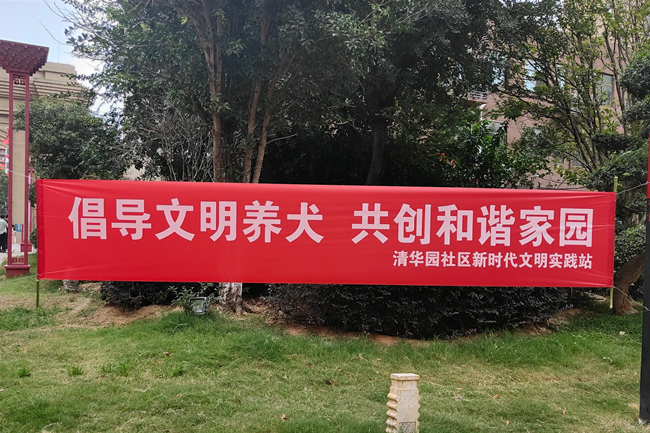 倡导文明养犬 共创和谐家园
清华园社区新时代文明实践站